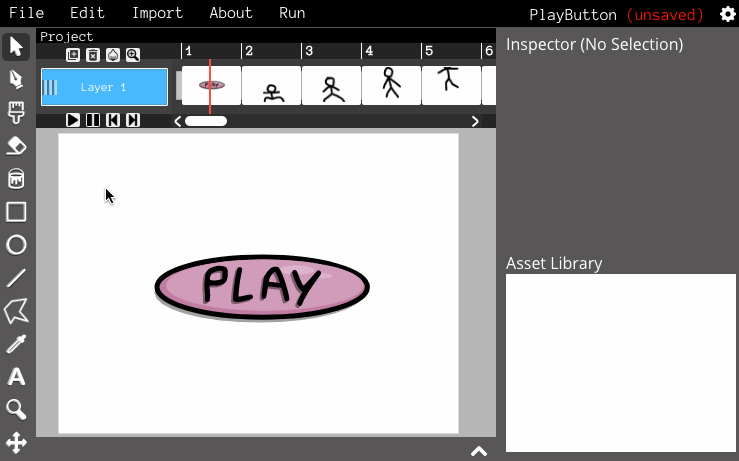 File Edit Import About Run PlayButton (unsaved)
Project
1 2 3 4 5 6
Layer 1
PLAY
PLAY
A
Inspector (No Selection)
Asset Library